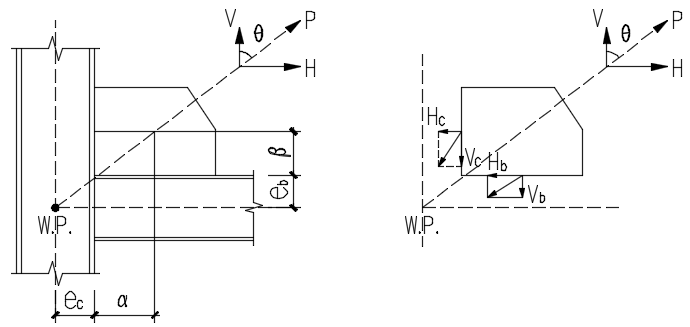 V
θ
P
H
β
e_b
W.P.
e_c
α
V
θ
P
H
H_c
V_c
H_b
V_b
W.P.